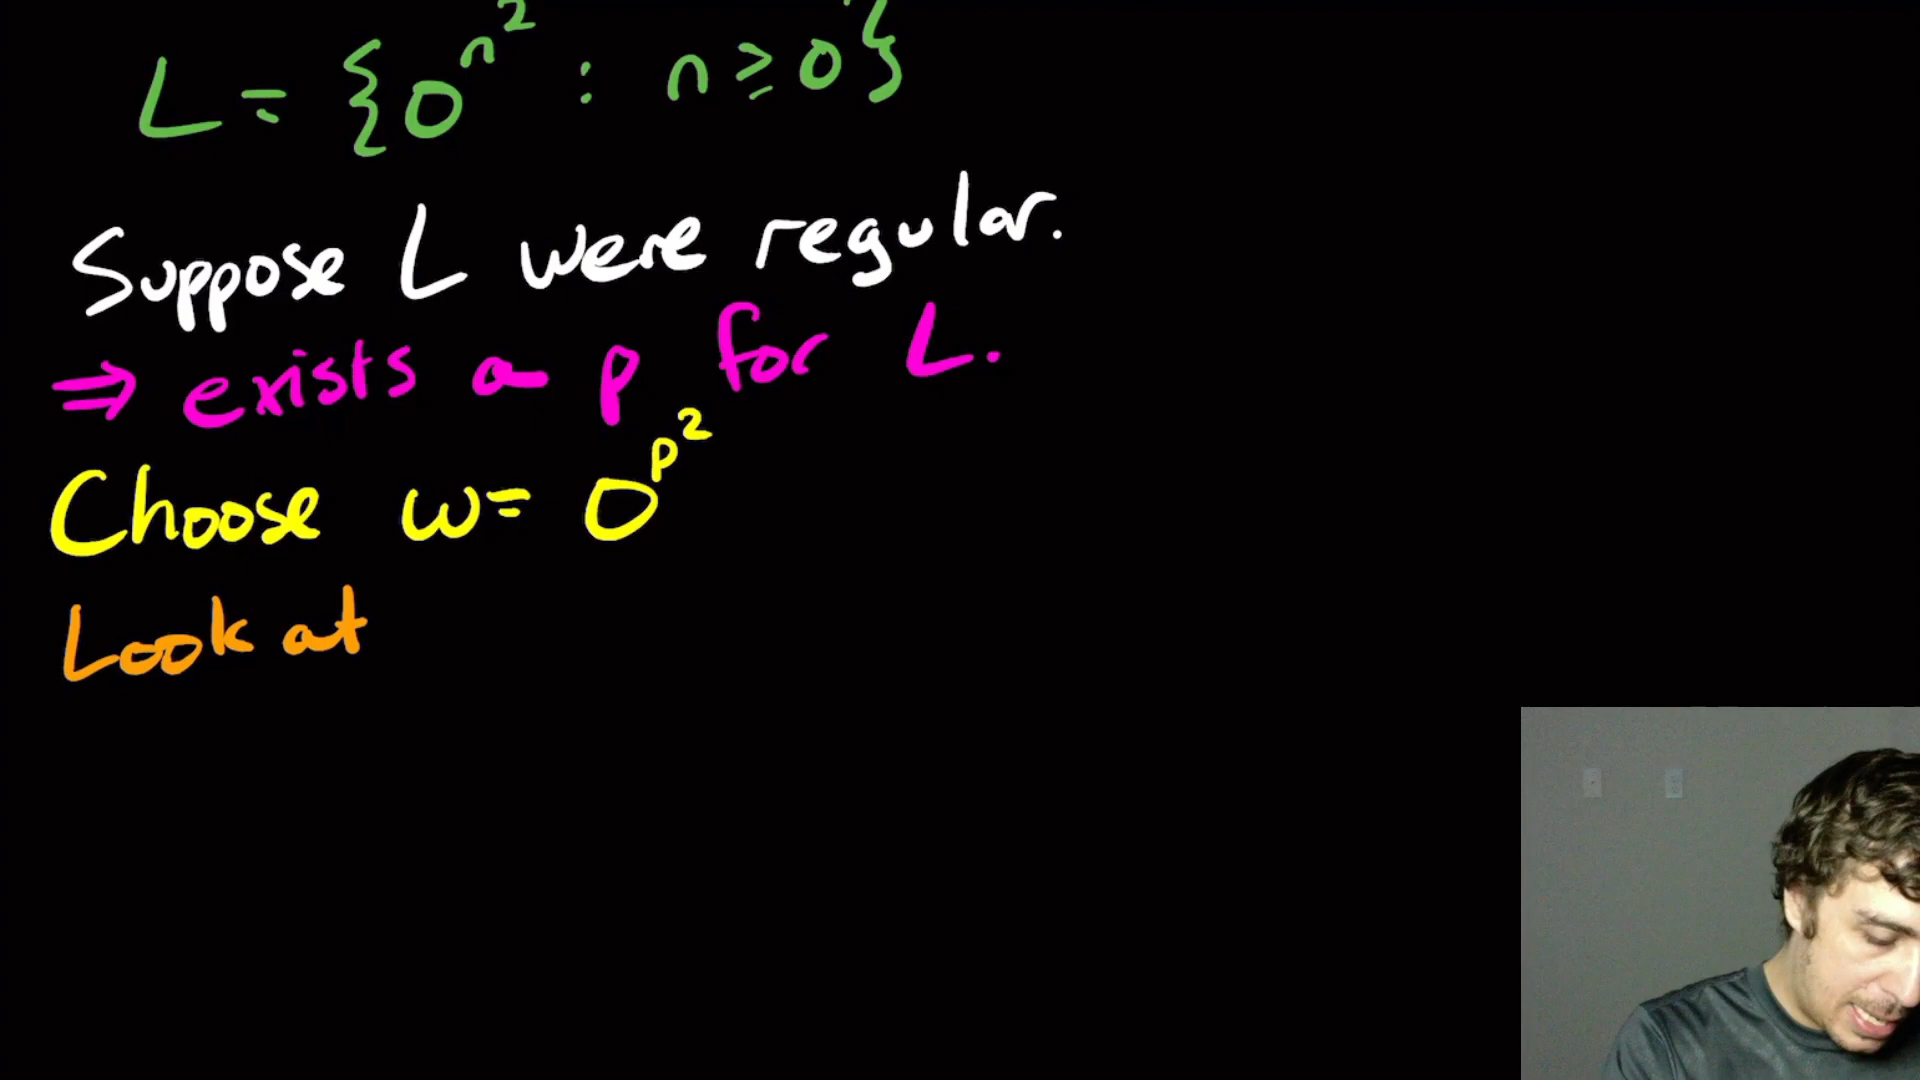 L = {0^n^2 : n ≥ 0}
Suppose L were regular.
⇒ exists a p for L.
Choose w = 0^p^2
Look at